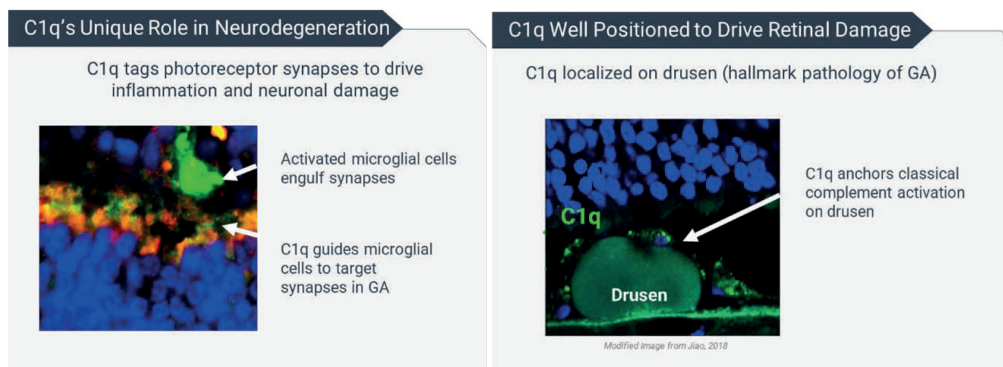 C1q's Unique Role in Neurodegeneration
C1q tags photoreceptor synapses to drive
inflammation and neuronal damage
Activated microglial cells
engulf synapses
C1q guides microglial
cells to target
synapses in GA
C1q Well Positioned to Drive Retinal Damage
C1q localized on drusen (hallmark pathology of GA)
C1q
Drusen
C1q anchors classical
complement activation
on drusen
Modified Image from Jiao, 2018